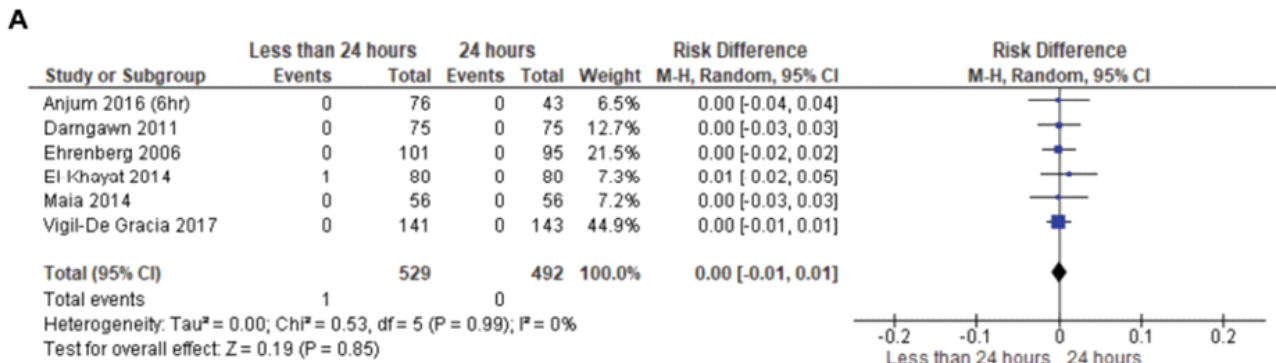 A
Less than 24 hours 24 hours Risk Difference Risk Difference
Study or Subgroup Events Total Events Total Weight M-H, Random, 95% CI M-H, Random, 95% CI
Anjum 2016 (6hr) 0 76 0 43 6.5% 0.00 [-0.04, 0.04]
Darngawn 2011 0 75 0 75 12.7% 0.00 [-0.03, 0.03]
Ehrenberg 2006 0 101 0 95 21.5% 0.00 [-0.02, 0.02]
El-Khayat 2014 1 80 0 80 7.3% 0.01 [-0.02, 0.05]
Maia 2014 0 56 0 56 7.2% 0.00 [-0.03, 0.03]
Vigil-De Gracia 2017 0 141 0 143 44.9% 0.00 [-0.01, 0.01]
Total (95% CI) 529 492 100.0% 0.00 [-0.01, 0.01]
Total events 1 0
Heterogeneity: Tau² = 0.00; Chi² = 0.53, df = 5 (P = 0.99); I² = 0%
Test for overall effect: Z = 0.19 (P = 0.85)
-0.2 -0.1 0 0.1 0.2
Less than 24 hours 24 hours